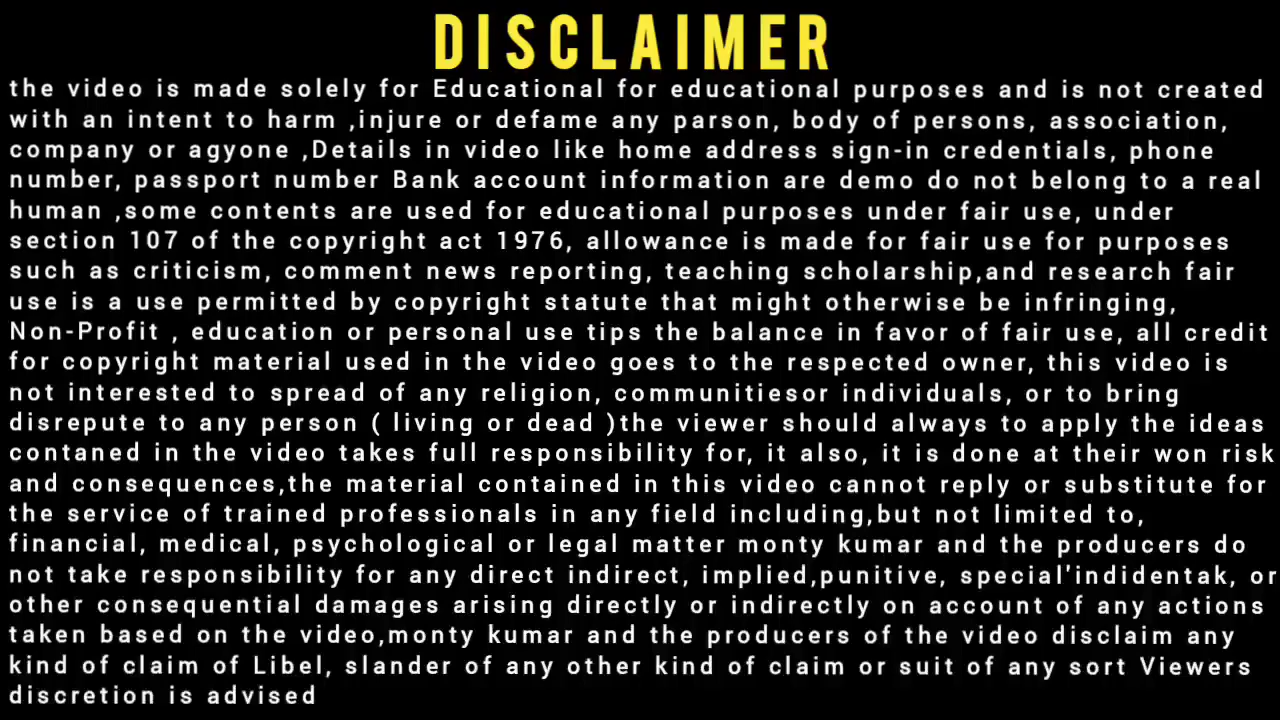 DISCLAIMER
the video is made solely for Educational for educational purposes and is not created
with an intent to harm ,injure or defame any parson, body of persons, association,
company or agyone ,Details in video like home address sign-in credentials, phone
number, passport number Bank account information are demo do not belong to a real
human ,some contents are used for educational purposes under fair use, under
section 107 of the copyright act 1976, allowance is made for fair use for purposes
such as criticism, comment news reporting, teaching scholarship,and research fair
use is a use permitted by copyright statute that might otherwise be infringing,
Non-Profit , education or personal use tips the balance in favor of fair use, all credit
for copyright material used in the video goes to the respected owner, this video is
not interested to spread of any religion, communitiesor individuals, or to bring
disrepute to any person ( living or dead )the viewer should always to apply the ideas
contaned in the video takes full responsibility for, it also, it is done at their won risk
and consequences,the material contained in this video cannot reply or substitute for
the service of trained professionals in any field including,but not limited to,
financial, medical, psychological or legal matter monty kumar and the producers do
not take responsibility for any direct indirect, implied,punitive, special'indidentak, or
other consequential damages arising directly or indirectly on account of any actions
taken based on the video,monty kumar and the producers of the video disclaim any
kind of claim of Libel, slander of any other kind of claim or suit of any sort Viewers
discretion is advised